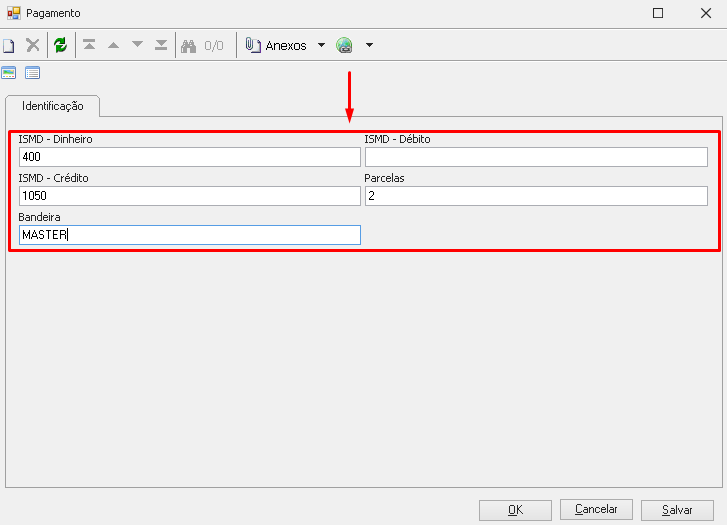 Pagamento
0/0 Anexos
Identificação
ISMD - Dinheiro ISMD - Débito
400
ISMD - Crédito Parcelas
1050 2
Bandeira
MASTER
OK Cancelar Salvar